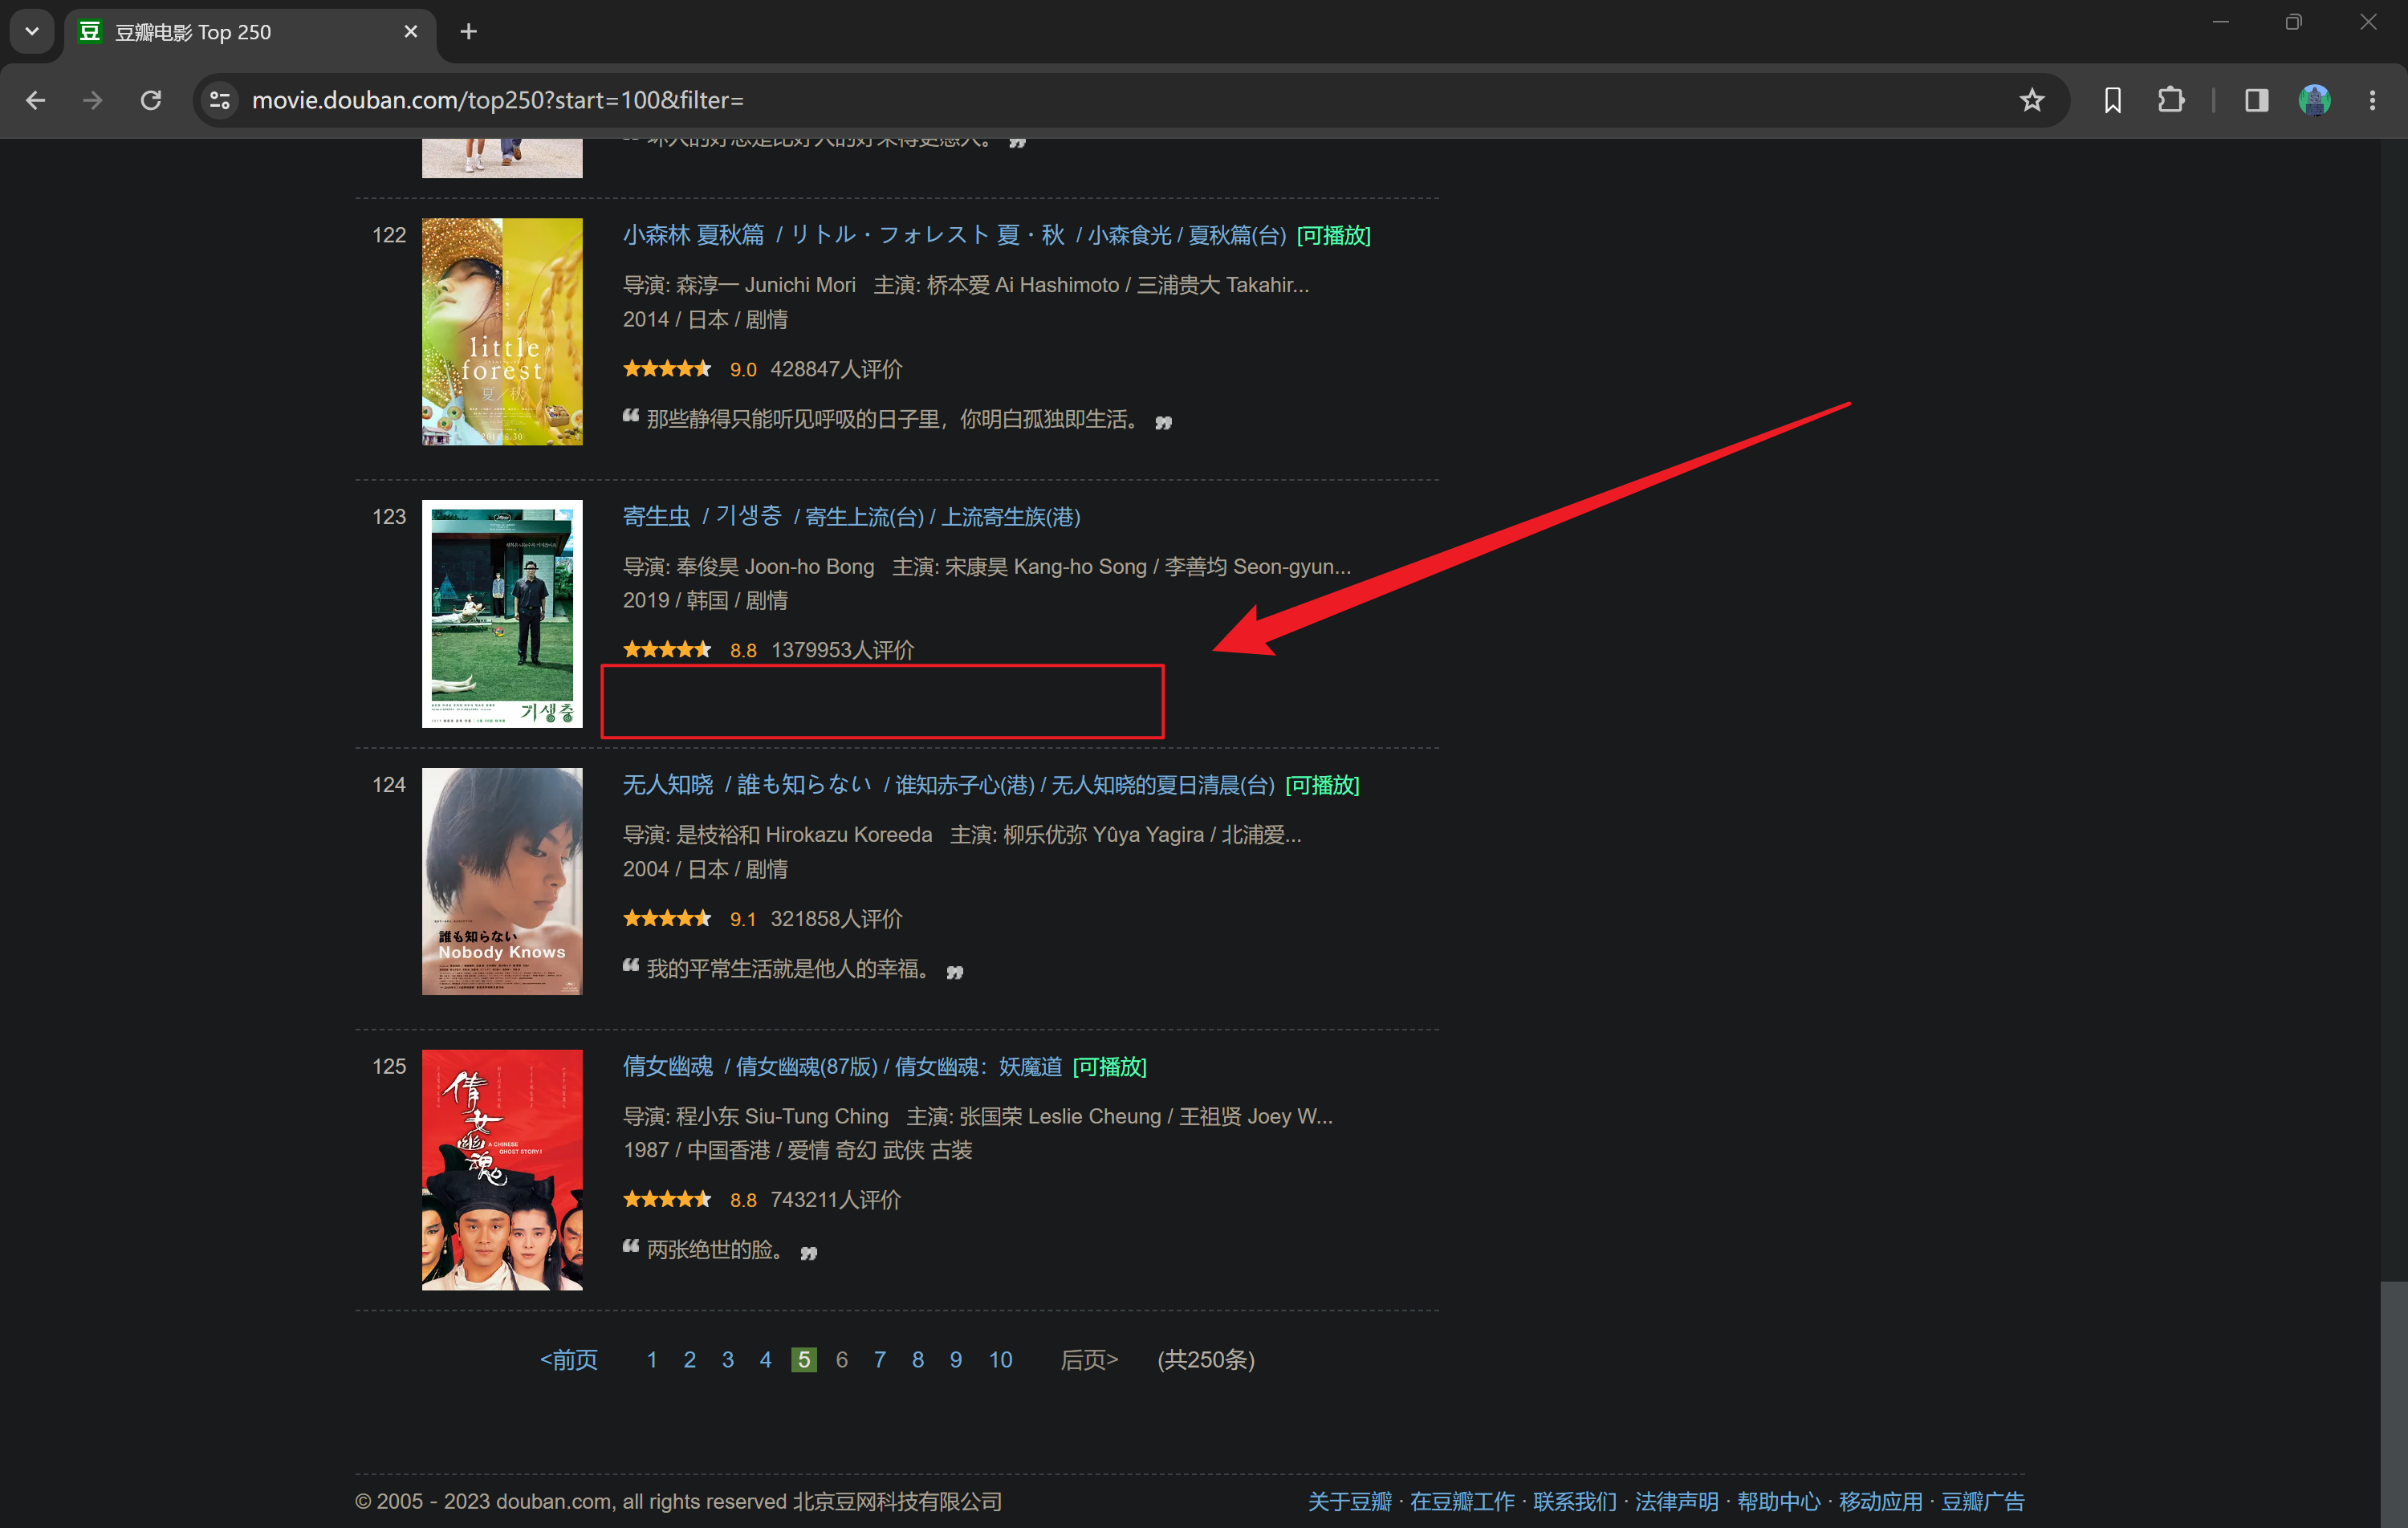 豆瓣电影 Top 250
movie.douban.com/top250?start=100&filter=
坏人的好总是比好人的好来得更感人。
122
小森林 夏秋篇 / リトル・フォレスト 夏・秋 / 小森食光 / 夏秋篇(台) [可播放]
导演: 森淳一 Junichi Mori 主演: 桥本爱 Ai Hashimoto / 三浦贵大 Takahir...
2014 / 日本 / 剧情
9.0 428847人评价
那些静得只能听见呼吸的日子里，你明白孤独即生活。
little
forest
夏／秋
123
寄生虫 / 기생충 / 寄生上流(台) / 上流寄生族(港)
导演: 奉俊昊 Joon-ho Bong 主演: 宋康昊 Kang-ho Song / 李善均 Seon-gyun...
2019 / 韩国 / 剧情
8.8 1379953人评价
기생충
124
无人知晓 / 誰も知らない / 谁知赤子心(港) / 无人知晓的夏日清晨(台) [可播放]
导演: 是枝裕和 Hirokazu Koreeda 主演: 柳乐优弥 Yûya Yagira / 北浦爱...
2004 / 日本 / 剧情
9.1 321858人评价
我的平常生活就是他人的幸福。
誰も知らない
Nobody Knows
125
倩女幽魂 / 倩女幽魂(87版) / 倩女幽魂：妖魔道 [可播放]
导演: 程小东 Siu-Tung Ching 主演: 张国荣 Leslie Cheung / 王祖贤 Joey W...
1987 / 中国香港 / 爱情 奇幻 武侠 古装
8.8 743211人评价
两张绝世的脸。
倩女幽魂
A CHINESE
GHOST STORY I
<前页 1 2 3 4 5 6 7 8 9 10 后页> (共250条)
© 2005 - 2023 douban.com, all rights reserved 北京豆网科技有限公司
关于豆瓣 · 在豆瓣工作 · 联系我们 · 法律声明 · 帮助中心 · 移动应用 · 豆瓣广告